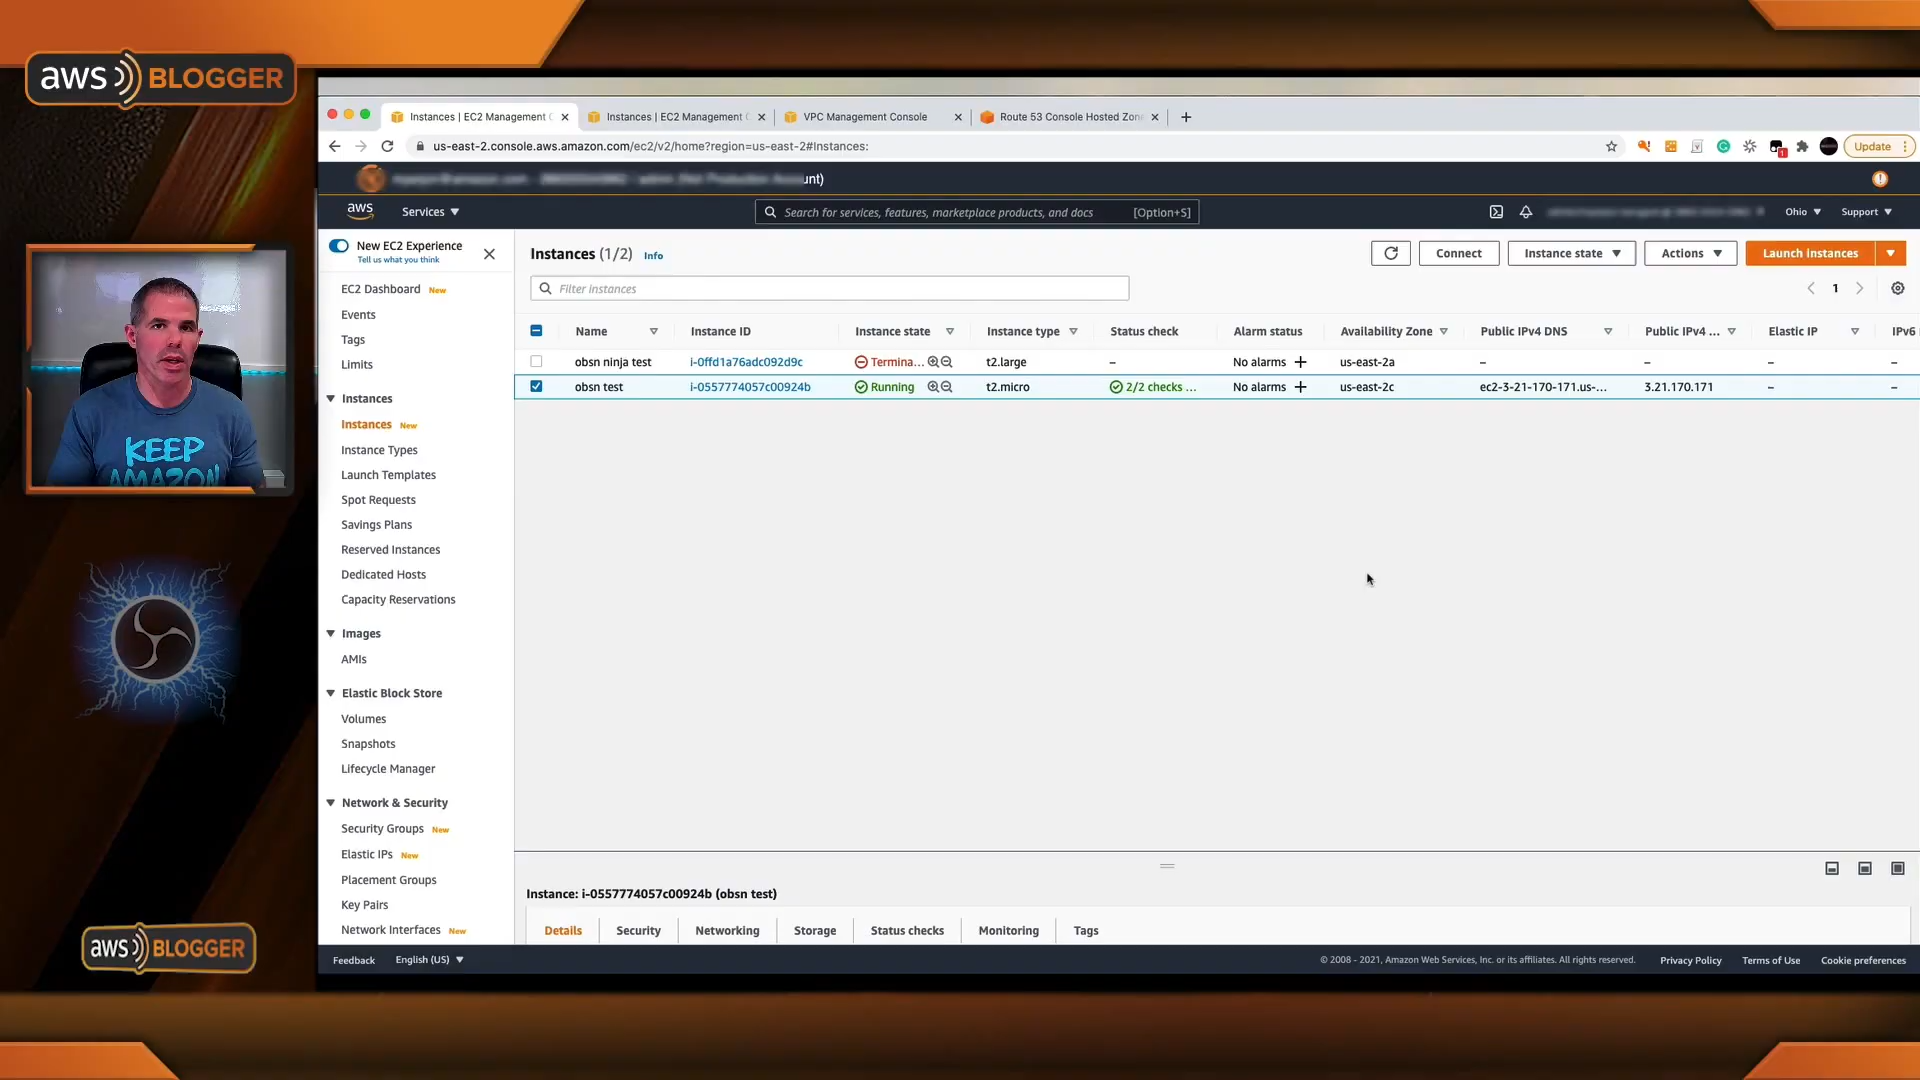 aws BLOGGER
Instances | EC2 Management C
Instances | EC2 Management C
VPC Management Console
Route 53 Console Hosted Zone
us-east-2.console.aws.amazon.com/ec2/v2/home?region=us-east-2#Instances:
Update
unt)
aws
Services
Search for services, features, marketplace products, and docs
[Option+S]
Ohio
Support
New EC2 Experience
Tell us what you think
EC2 Dashboard New
Events
Tags
Limits
Instances
Instances New
Instance Types
Launch Templates
Spot Requests
Savings Plans
Reserved Instances
Dedicated Hosts
Capacity Reservations
Images
AMIs
Elastic Block Store
Volumes
Snapshots
Lifecycle Manager
Network & Security
Security Groups New
Elastic IPs New
Placement Groups
Key Pairs
Network Interfaces New
Instances (1/2) Info
Connect
Instance state
Actions
Launch instances
Filter instances
1
Name Instance ID Instance state Instance type Status check Alarm status Availability Zone Public IPv4 DNS Public IPv4 ... Elastic IP IPv6
obsn ninja test i-0ffd1a76adc092d9c Termina... t2.large – No alarms + us-east-2a – – – –
obsn test i-0557774057c00924b Running t2.micro 2/2 checks ... No alarms + us-east-2c ec2-3-21-170-171.us-... 3.21.170.171 – –
Instance: i-0557774057c00924b (obsn test)
Details Security Networking Storage Status checks Monitoring Tags
Feedback English (US)
© 2008 - 2021, Amazon Web Services, Inc. or its affiliates. All rights reserved.
Privacy Policy Terms of Use Cookie preferences
KEEP
AMAZON
aws BLOGGER